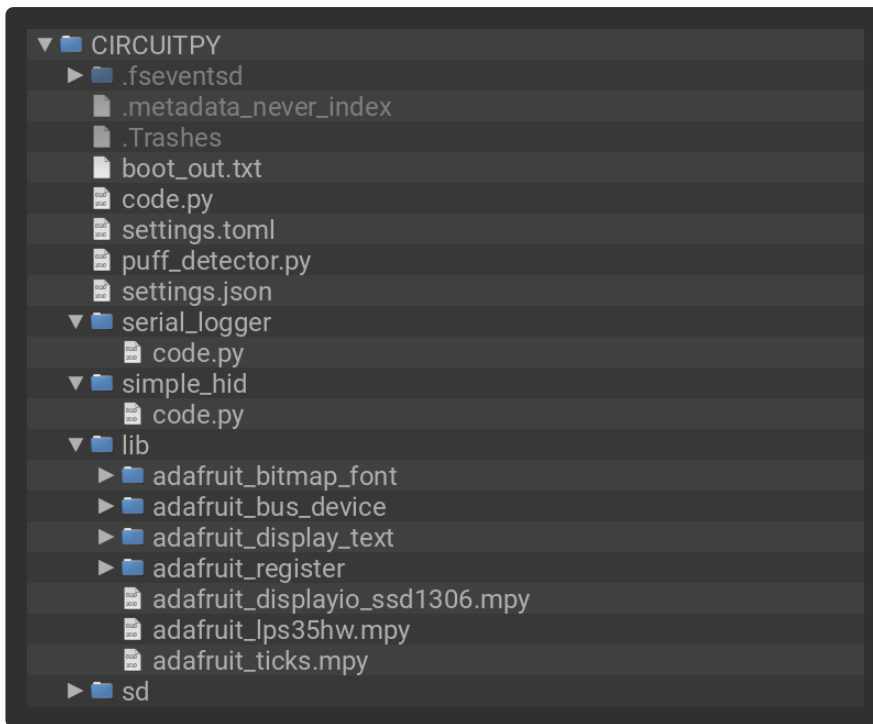 CIRCUITPY
.fseventsd
.metadata_never_index
.Trashes
boot_out.txt
code.py
settings.toml
puff_detector.py
settings.json
serial_logger
code.py
simple_hid
code.py
lib
adafruit_bitmap_font
adafruit_bus_device
adafruit_display_text
adafruit_register
adafruit_displayio_ssd1306.mpy
adafruit_lps35hw.mpy
adafruit_ticks.mpy
sd